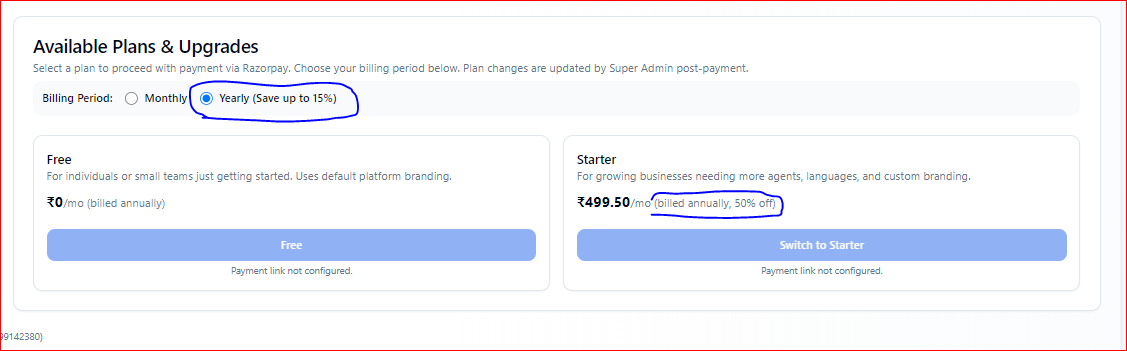 Available Plans & Upgrades
Select a plan to proceed with payment via Razorpay. Choose your billing period below. Plan changes are updated by Super Admin post-payment.
Billing Period: Monthly Yearly (Save up to 15%)
Free
For individuals or small teams just getting started. Uses default platform branding.
₹0/mo (billed annually)
Free
Payment link not configured.
Starter
For growing businesses needing more agents, languages, and custom branding.
₹499.50/mo (billed annually, 50% off)
Switch to Starter
Payment link not configured.
99142380)